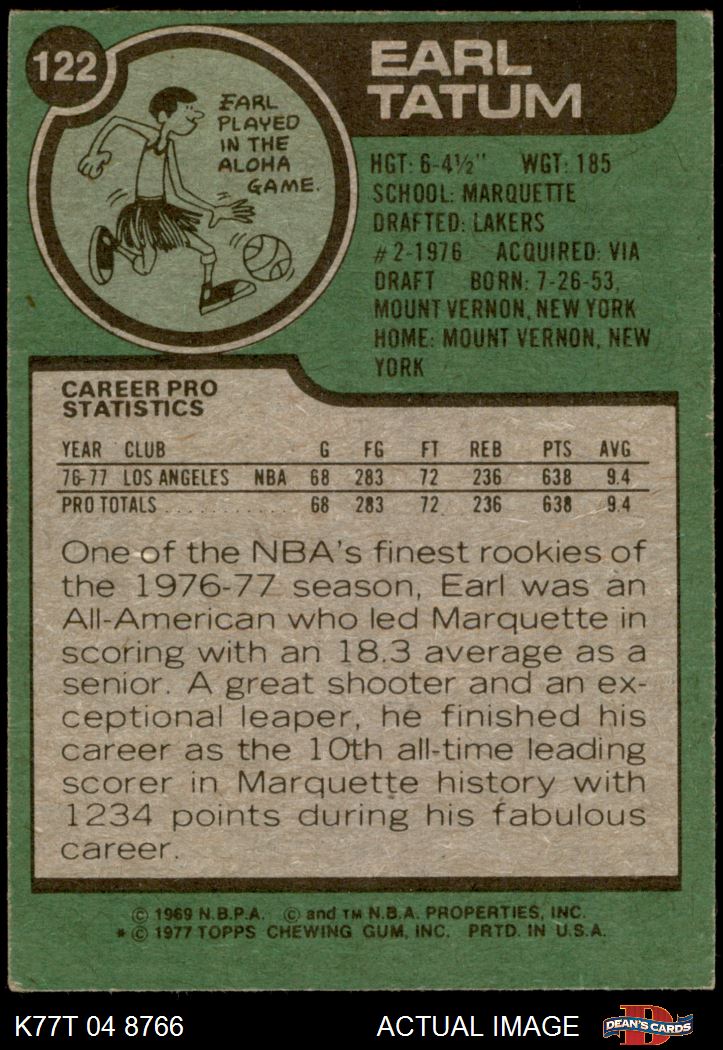 122
EARL
PLAYED
IN THE
ALOHA
GAME.
EARL
TATUM
HGT: 6-4½" WGT: 185
SCHOOL: MARQUETTE
DRAFTED: LAKERS
#2-1976 ACQUIRED: VIA
DRAFT BORN: 7-26-53,
MOUNT VERNON, NEW YORK
HOME: MOUNT VERNON, NEW
YORK
CAREER PRO
STATISTICS
YEAR CLUB G FG FT REB PTS AVG
76-77 LOS ANGELES NBA 68 283 72 236 638 9.4
PRO TOTALS . . . . . . . . . . . 68 283 72 236 638 9.4
One of the NBA's finest rookies of
the 1976-77 season, Earl was an
All-American who led Marquette in
scoring with an 18.3 average as a
senior. A great shooter and an ex-
ceptional leaper, he finished his
career as the 10th all-time leading
scorer in Marquette history with
1234 points during his fabulous
career.
© 1969 N.B.P.A. © and TM N.B.A. PROPERTIES, INC.
* © 1977 TOPPS CHEWING GUM, INC. PRTD. IN U.S.A.
K77T 04 8766 ACTUAL IMAGE D DEAN'S CARDS